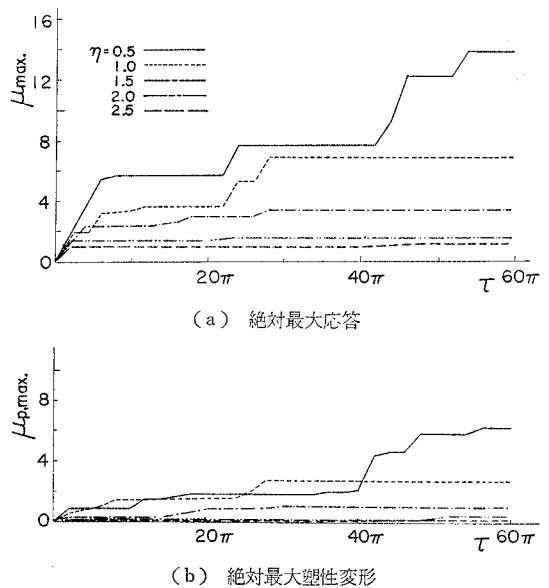 μmax.
16
12
8
4
0
η=0.5
1.0
1.5
2.0
2.5
20π
40π
τ
60π
(a) 絶対最大応答
μp,max.
8
4
0
20π
40π
τ
60π
(b) 絶対最大塑性変形